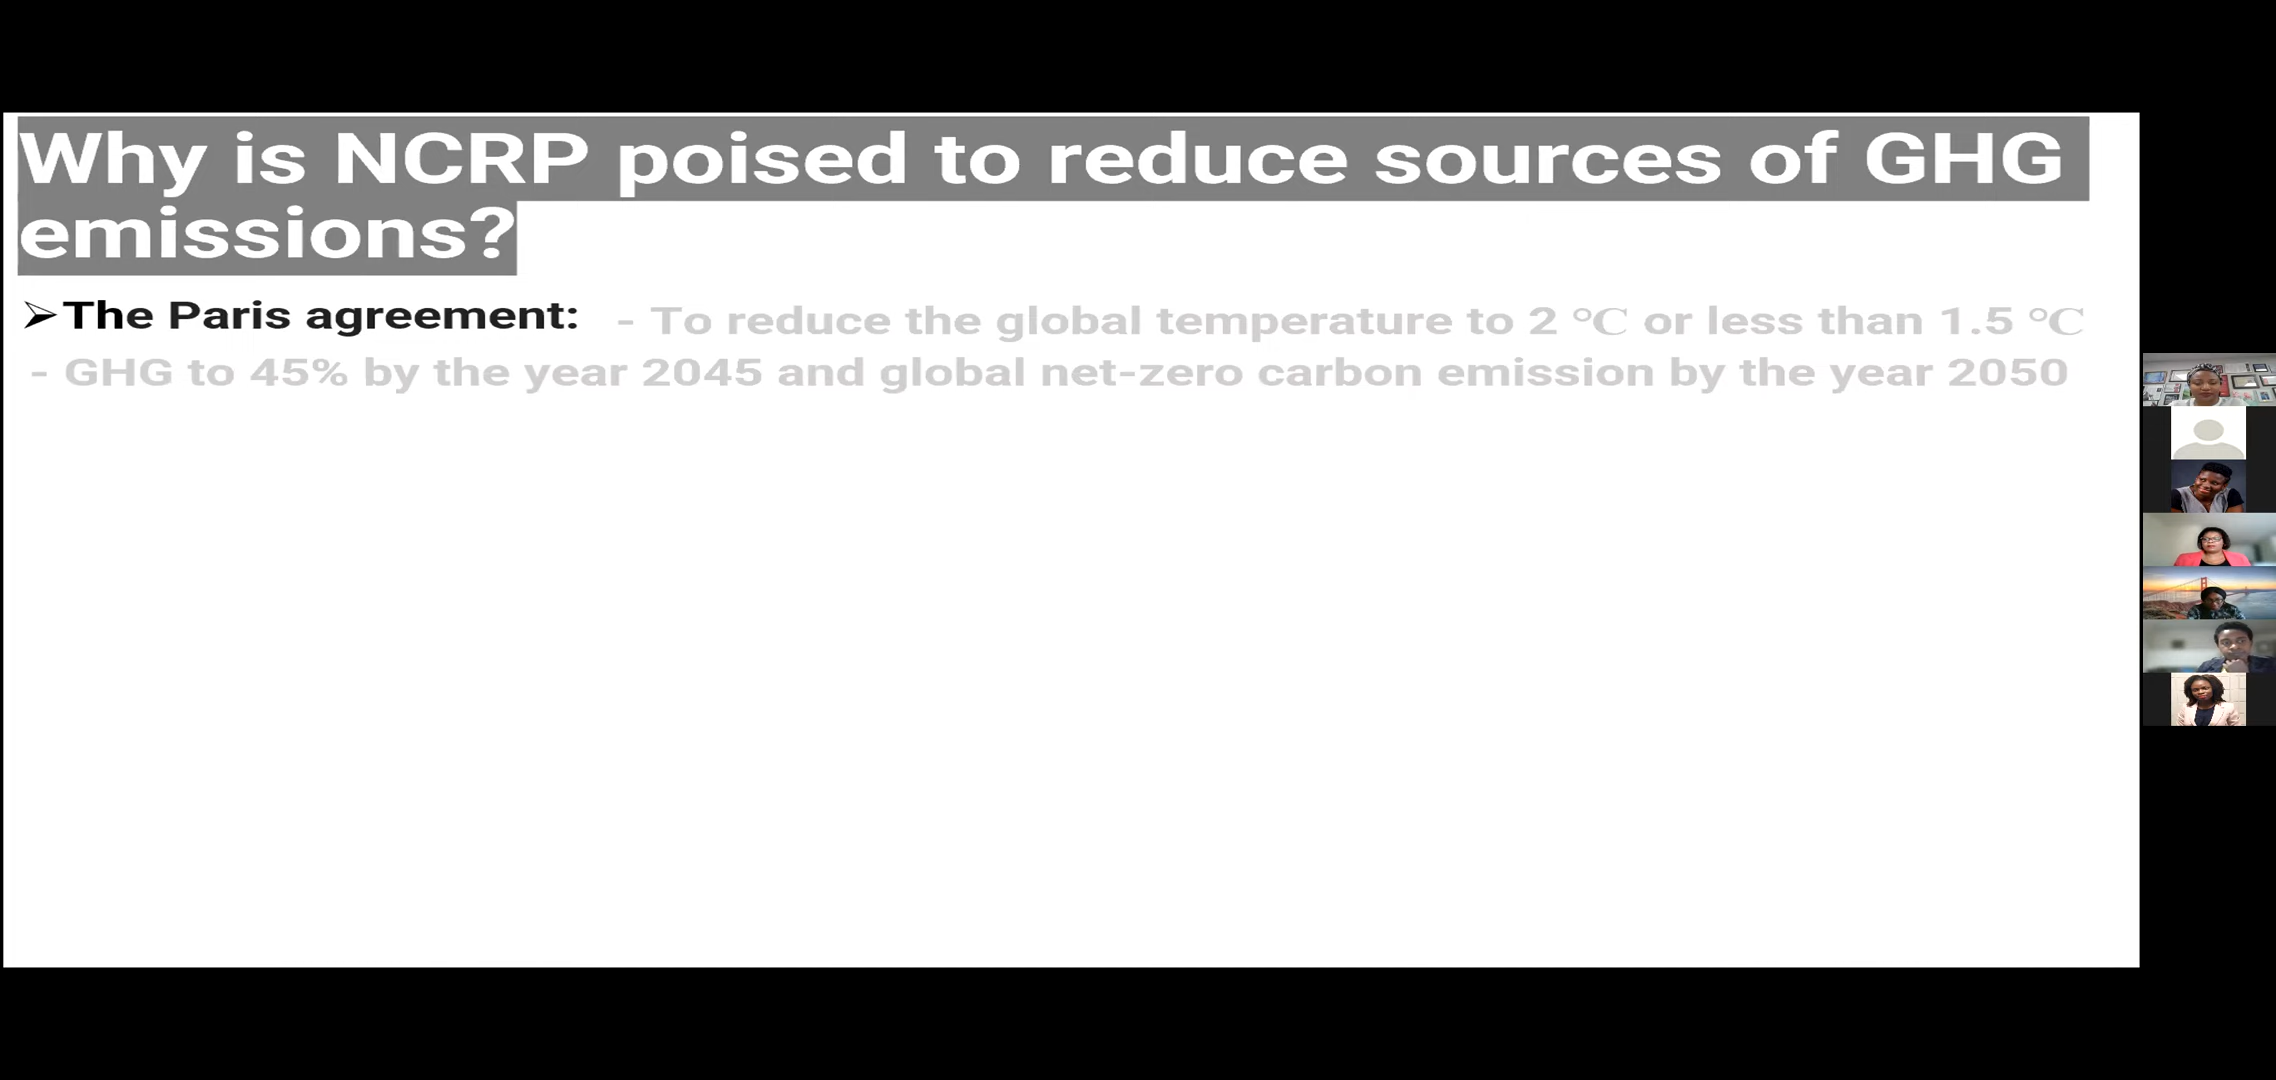 Why is NCRP poised to reduce sources of GHG
emissions?
➢The Paris agreement: - To reduce the global temperature to 2 ℃ or less than 1.5 ℃
- GHG to 45% by the year 2045 and global net-zero carbon emission by the year 2050